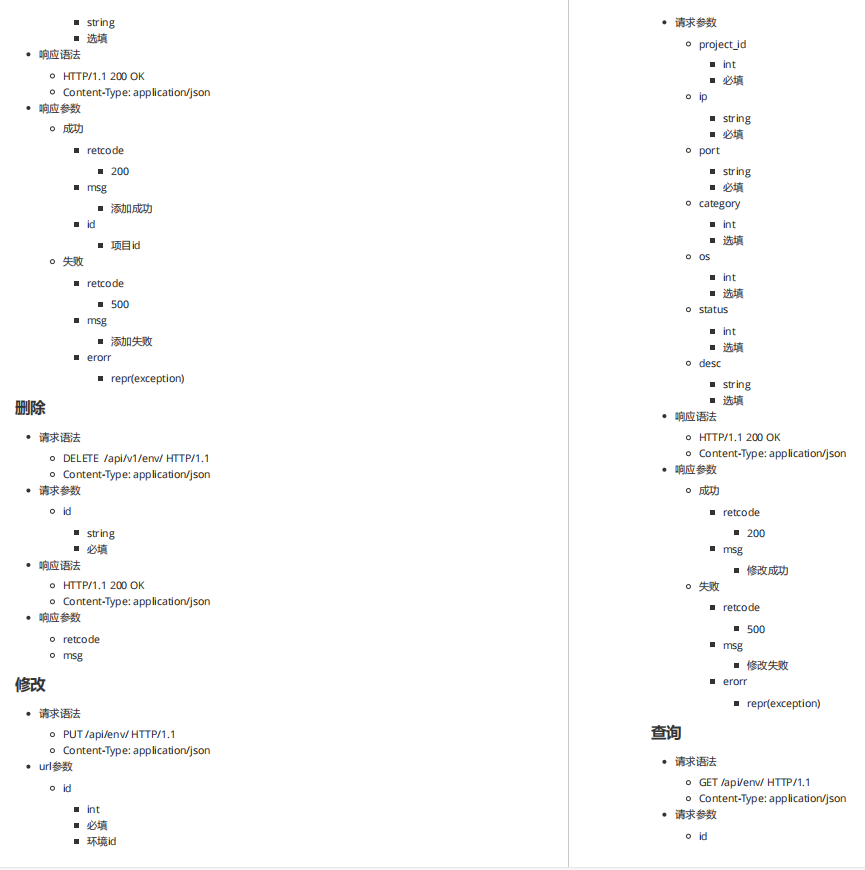 string
选填
响应语法
HTTP/1.1 200 OK
Content-Type: application/json
响应参数
成功
retcode
200
msg
添加成功
id
项目id
失败
retcode
500
msg
添加失败
erorr
repr(exception)
删除
请求语法
DELETE /api/v1/env/ HTTP/1.1
Content-Type: application/json
请求参数
id
string
必填
响应语法
HTTP/1.1 200 OK
Content-Type: application/json
响应参数
retcode
msg
修改
请求语法
PUT /api/env/ HTTP/1.1
Content-Type: application/json
url参数
id
int
必填
环境id
请求参数
project_id
int
必填
ip
string
必填
port
string
必填
category
int
选填
os
int
选填
status
int
选填
desc
string
选填
响应语法
HTTP/1.1 200 OK
Content-Type: application/json
响应参数
成功
retcode
200
msg
修改成功
失败
retcode
500
msg
修改失败
erorr
repr(exception)
查询
请求语法
GET /api/env/ HTTP/1.1
Content-Type: application/json
请求参数
id